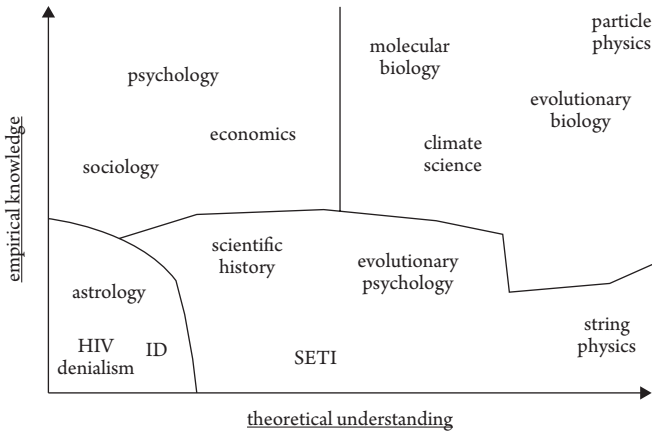 particle
physics
molecular
biology
psychology
evolutionary
biology
economics
climate
science
sociology
empirical knowledge
scientific
history
evolutionary
psychology
astrology
string
physics
HIV
denialism
ID
SETI
theoretical understanding